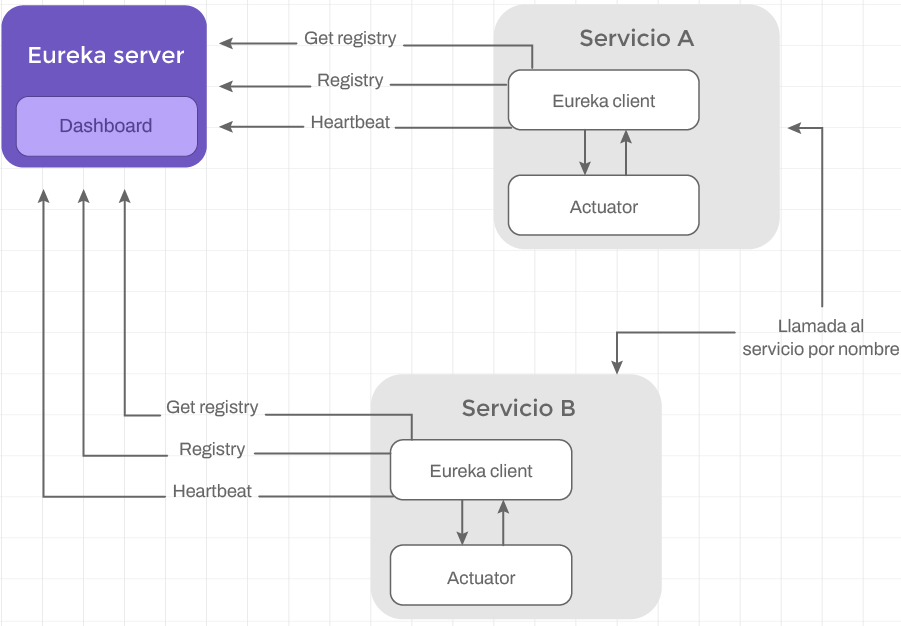 Eureka server
Dashboard
Get registry
Registry
Heartbeat
Servicio A
Eureka client
Actuator
Llamada al
servicio por nombre
Get registry
Registry
Heartbeat
Servicio B
Eureka client
Actuator